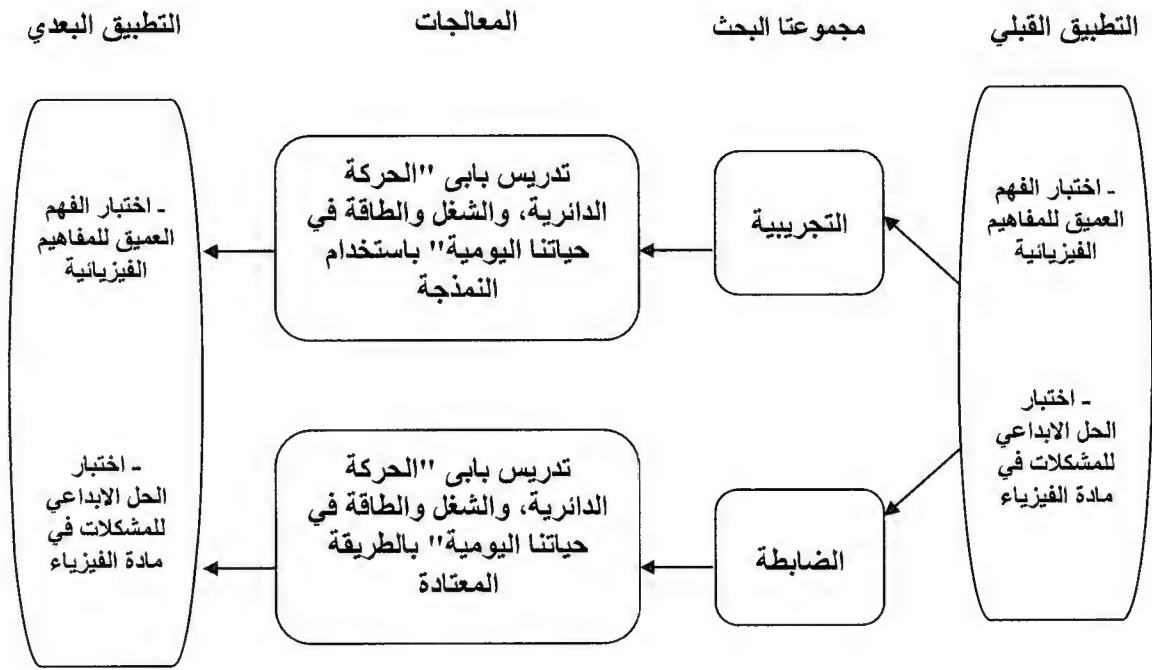 التطبيق القبلي
مجموعتا البحث
المعالجات
التطبيق البعدي
ـ اختبار الفهم
العميق للمفاهيم
الفيزيائية
ـ اختبار
الحل الابداعي
للمشكلات في
مادة الفيزياء
التجريبية
الضابطة
تدريس بابى "الحركة
الدائرية، والشغل والطاقة في
حياتنا اليومية" باستخدام
النمذجة
تدريس بابى "الحركة
الدائرية، والشغل والطاقة في
حياتنا اليومية" بالطريقة
المعتادة
ـ اختبار الفهم
العميق للمفاهيم
الفيزيائية
ـ اختبار
الحل الابداعي
للمشكلات في
مادة الفيزياء